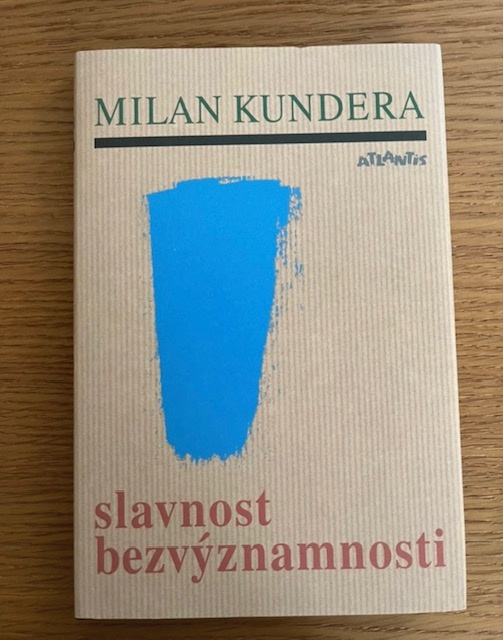 MILAN KUNDERA
ATLANTIS
slavnost
bezvýznamnosti